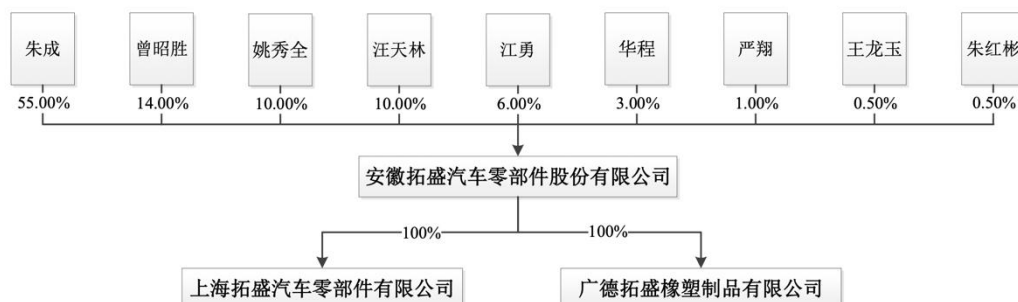 朱成 曾昭胜 姚秀全 汪天林 江勇 华程 严翔 王龙玉 朱红彬
55.00% 14.00% 10.00% 10.00% 6.00% 3.00% 1.00% 0.50% 0.50%
安徽拓盛汽车零部件股份有限公司
100% 100%
上海拓盛汽车零部件有限公司 广德拓盛橡塑制品有限公司